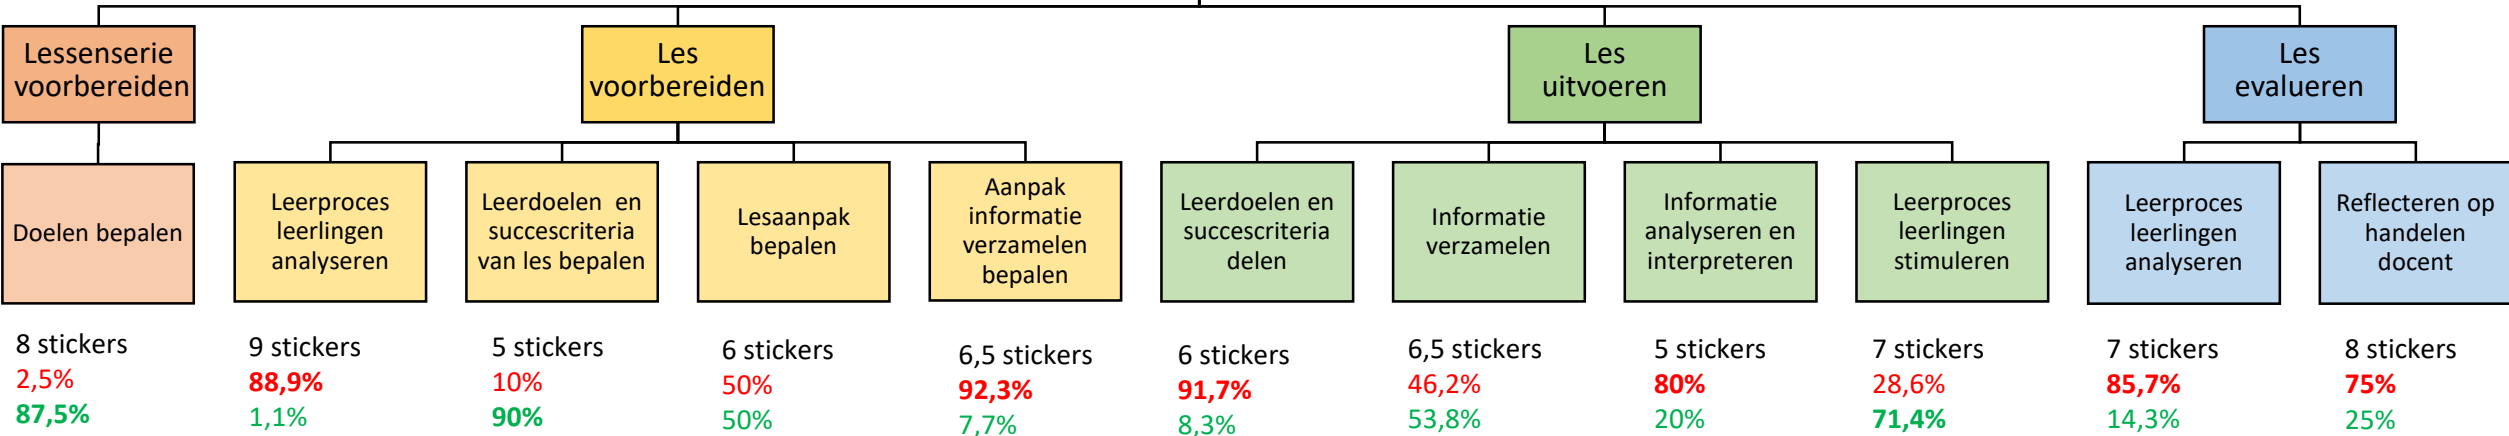 Lessenserie
voorbereiden
Les
voorbereiden
Les
uitvoeren
Les
evalueren
Doelen bepalen
Leerproces
leerlingen
analyseren
Leerdoelen en
succescriteria
van les bepalen
Lesaanpak
bepalen
Aanpak
informatie
verzamelen
bepalen
Leerdoelen en
succescriteria
delen
Informatie
verzamelen
Informatie
analyseren en
interpreteren
Leerproces
leerlingen
stimuleren
Leerproces
leerlingen
analyseren
Reflecteren op
handelen
docent
8 stickers
2,5%
87,5%
9 stickers
88,9%
1,1%
5 stickers
10%
90%
6 stickers
50%
50%
6,5 stickers
92,3%
7,7%
6 stickers
91,7%
8,3%
6,5 stickers
46,2%
53,8%
5 stickers
80%
20%
7 stickers
28,6%
71,4%
7 stickers
85,7%
14,3%
8 stickers
75%
25%